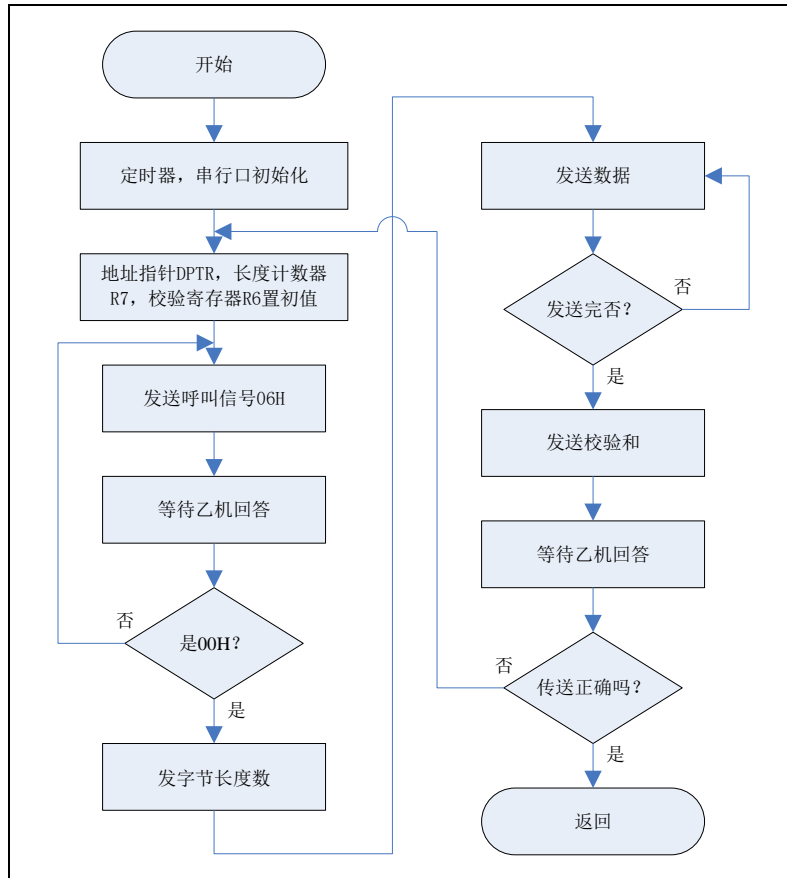 开始
定时器，串行口初始化
地址指针DPTR，长度计数器
R7，校验寄存器R6置初值
发送呼叫信号06H
等待乙机回答
否
是00H？
是
发字节长度数
发送数据
否
发送完否？
是
发送校验和
等待乙机回答
否
传送正确吗？
是
返回